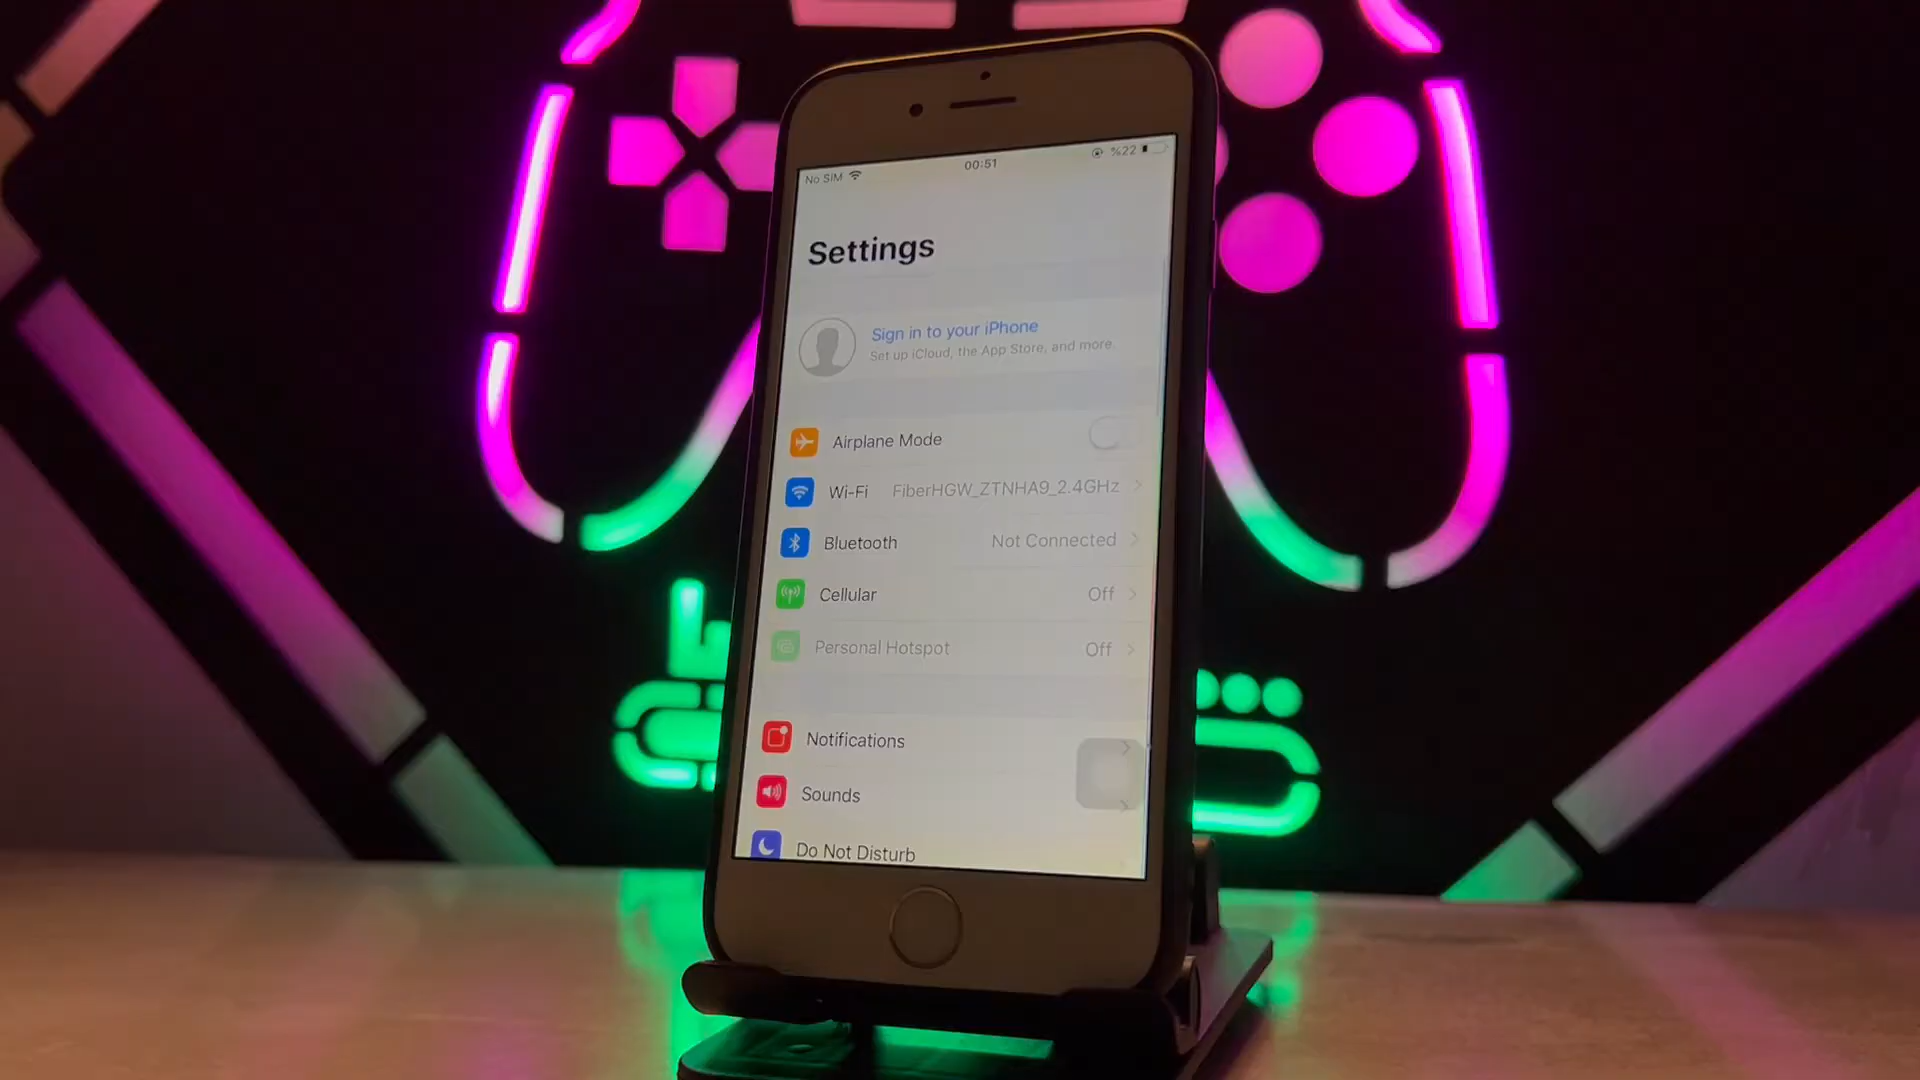 No SIM 00:51 %22
Settings
Sign in to your iPhone
Set up iCloud, the App Store, and more.
Airplane Mode
Wi-Fi FiberHGW_ZTNHA9_2.4GHz
Bluetooth Not Connected
Cellular Off
Personal Hotspot Off
Notifications
Sounds
Do Not Disturb